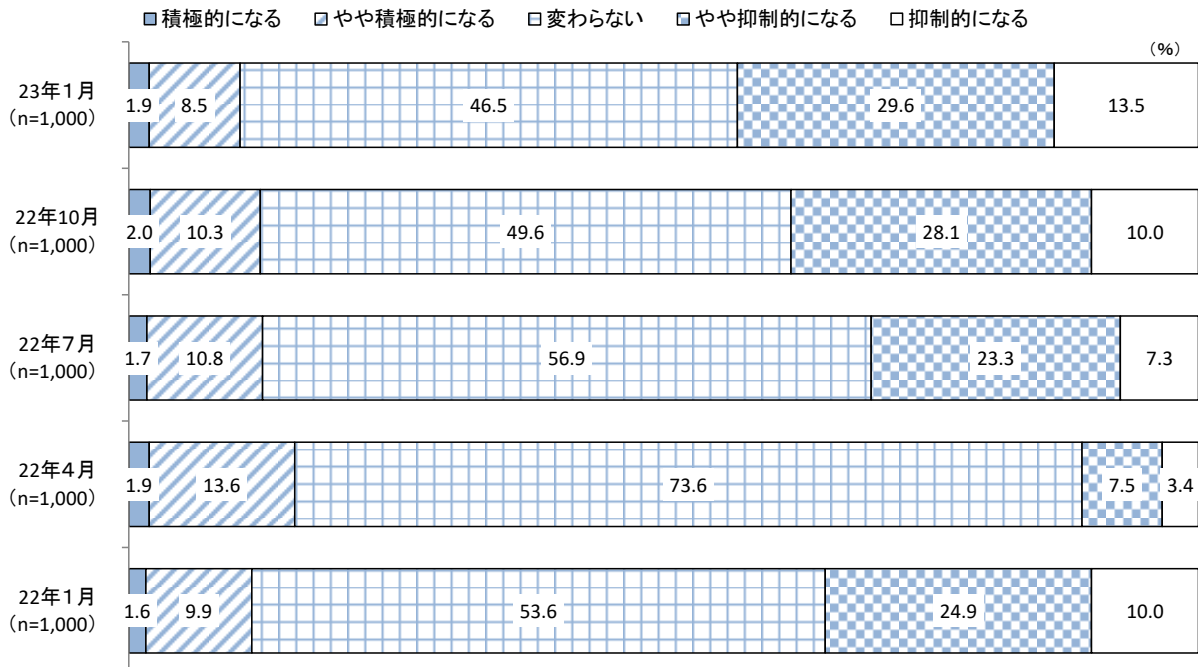 積極的になる やや積極的になる 変わらない やや抑制的になる 抑制的になる
（%）
23年1月
（n=1,000）
1.9 8.5 46.5 29.6 13.5
22年10月
（n=1,000）
2.0 10.3 49.6 28.1 10.0
22年7月
（n=1,000）
1.7 10.8 56.9 23.3 7.3
22年4月
（n=1,000）
1.9 13.6 73.6 7.5 3.4
22年1月
（n=1,000）
1.6 9.9 53.6 24.9 10.0